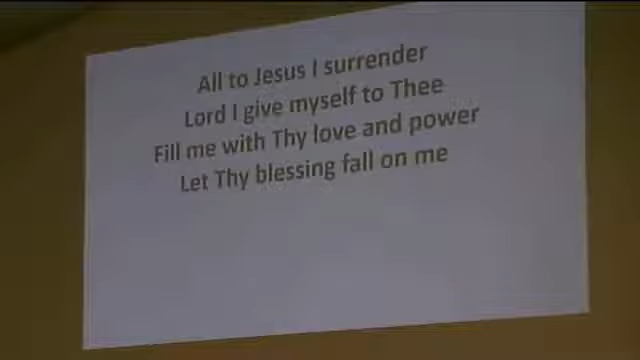 All to Jesus I surrender
Lord I give myself to Thee
Fill me with Thy love and power
Let Thy blessing fall on me